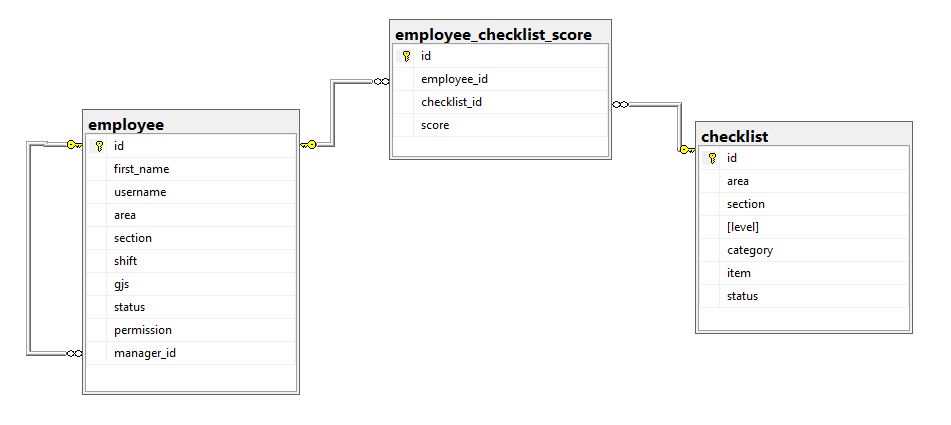 employee_checklist_score
id
employee_id
checklist_id
score
employee
id
first_name
username
area
section
shift
gjs
status
permission
manager_id
checklist
id
area
section
[level]
category
item
status